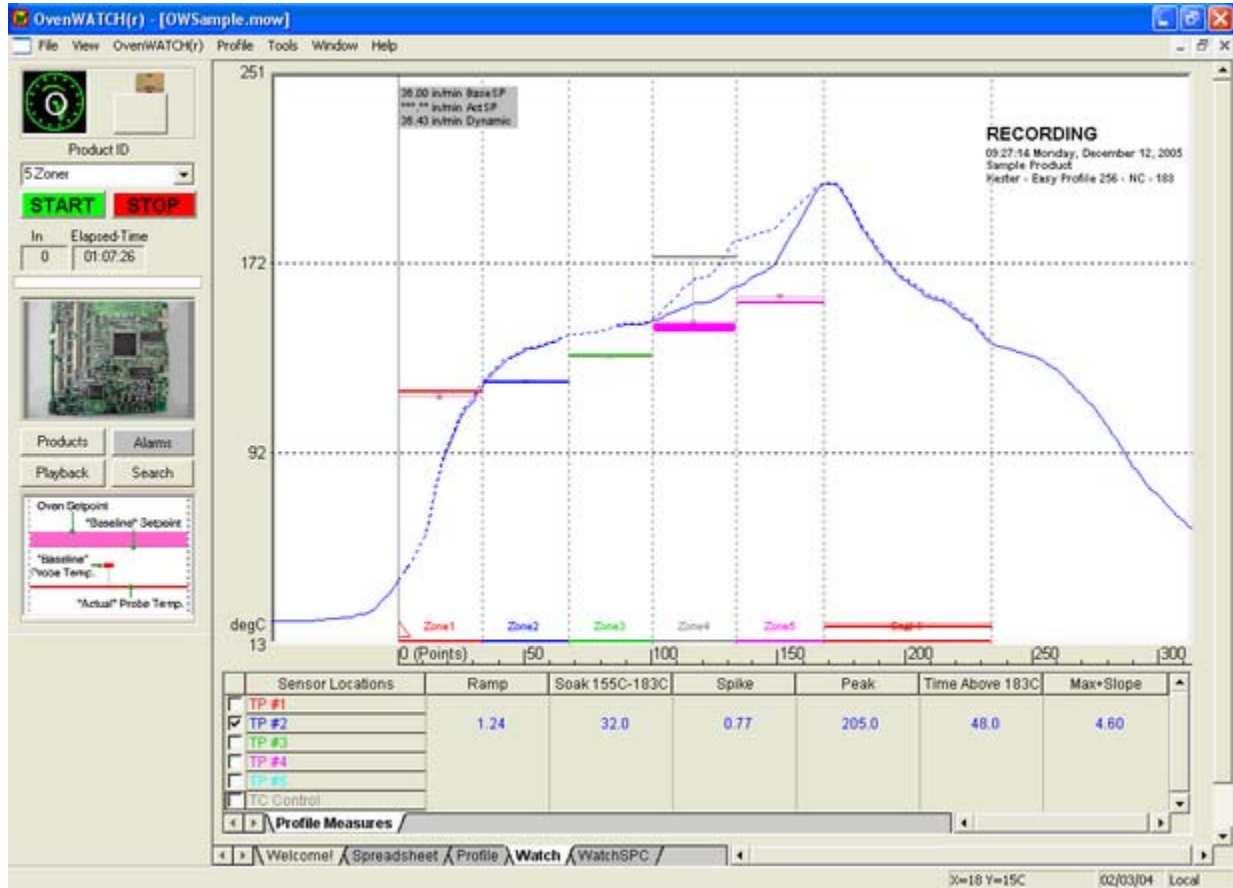 OvenWATCH(r) - [OWSample.mow]
File View OvenWATCH(r) Profile Tools Window Help
Product ID
5 Zoner
START STOP
In Elapsed-Time
0 01:07:26
Products Alarms
Playback Search
Oven Setpoint
"Baseline" Setpoint
"Baseline"
Probe Temp.
"Actual" Probe Temp.
251
172
92
degC
13
36.00 in/min Base SP
***.** in/min Act SP
36.43 in/min Dynamic
RECORDING
09:27:14 Monday, December 12, 2005
Sample Product
Kester - Easy Profile 256 - NC - 183
Zone1 Zone2 Zone3 Zone4 Zone5
0 (Points) 50 100 150 200 250 300
Sensor Locations Ramp Soak 155C-183C Spike Peak Time Above 183C Max+Slope
TP #1
TP #2 1.24 32.0 0.77 205.0 48.0 4.60
TP #3
TP #4
TP #5
TC Control
Profile Measures
Welcome! Spreadsheet Profile Watch WatchSPC
X=18 Y=15C 02/03/04 Local